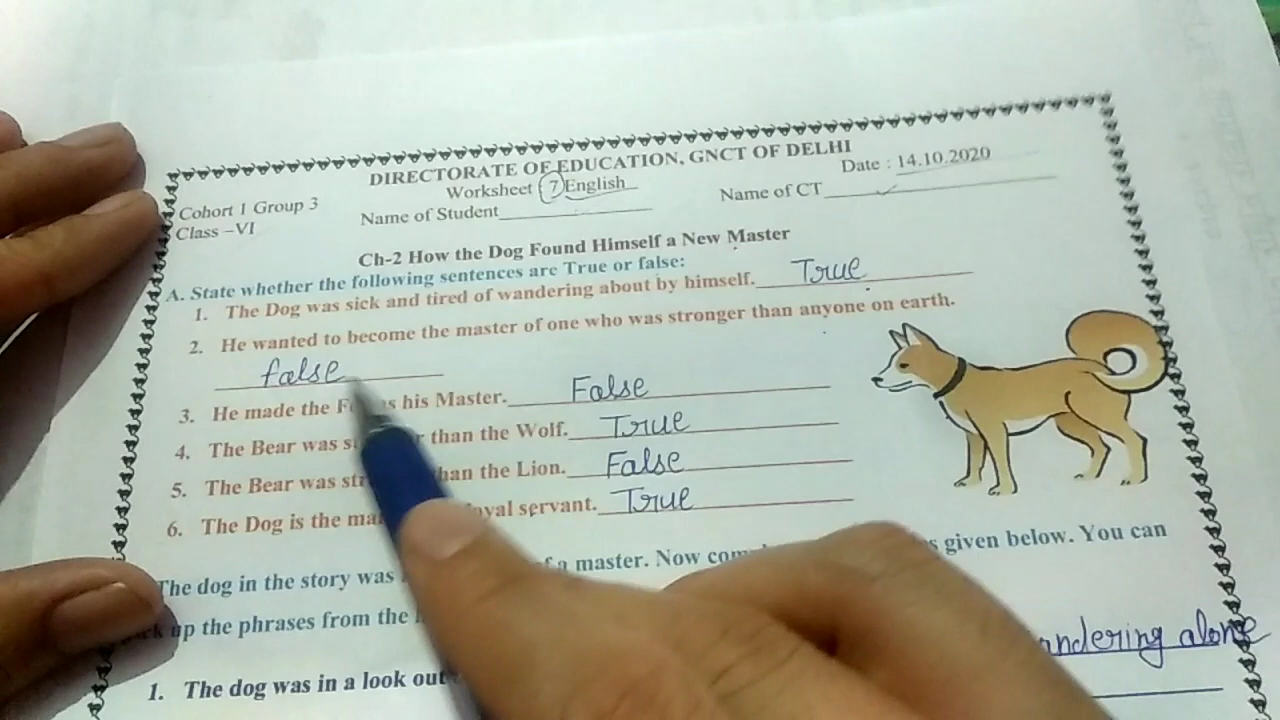 DIRECTORATE OF EDUCATION, GNCT OF DELHI
Worksheet 7 English
Date : 14.10.2020
Cohort 1 Group 3
Class –VI
Name of Student
Name of CT
Ch-2 How the Dog Found Himself a New Master
A. State whether the following sentences are True or false:
1. The Dog was sick and tired of wandering about by himself. True
2. He wanted to become the master of one who was stronger than anyone on earth.
false
3. He made the his Master. False
4. The Bear was than the Wolf. True
5. The Bear was than the Lion. False
6. The Dog is the servant. True
The dog in the story was a master. Now given below. You can
up the phrases from the
alone
1. The dog was in a look out